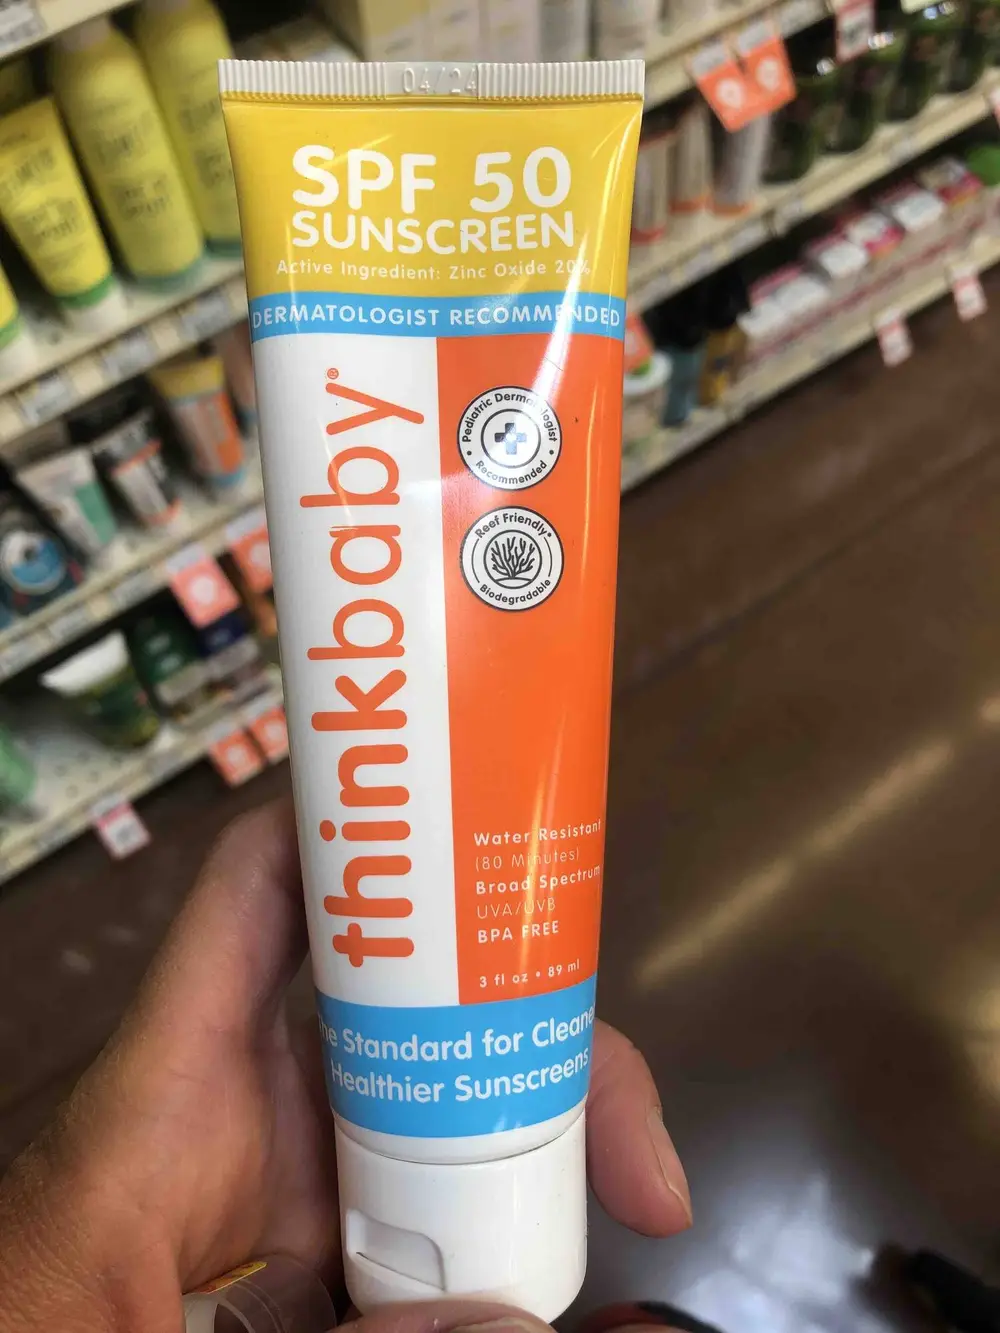 04/24
SPF 50
SUNSCREEN
Active Ingredient: Zinc Oxide 20%
DERMATOLOGIST RECOMMENDED
thinkbaby®
Pediatric Dermatologist
• Recommended •
Reef Friendly*
• Biodegradable •
Water Resistant
(80 Minutes)
Broad Spectrum
UVA/UVB
BPA FREE
3 fl oz • 89 ml
The Standard for Cleaner
Healthier Sunscreens